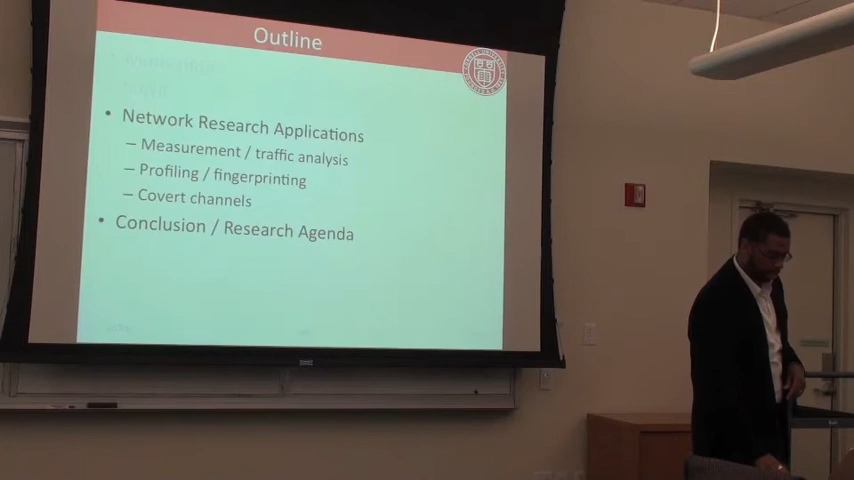 Outline
• Network Research Applications
– Measurement / traffic analysis
– Profiling / fingerprinting
– Covert channels
• Conclusion / Research Agenda